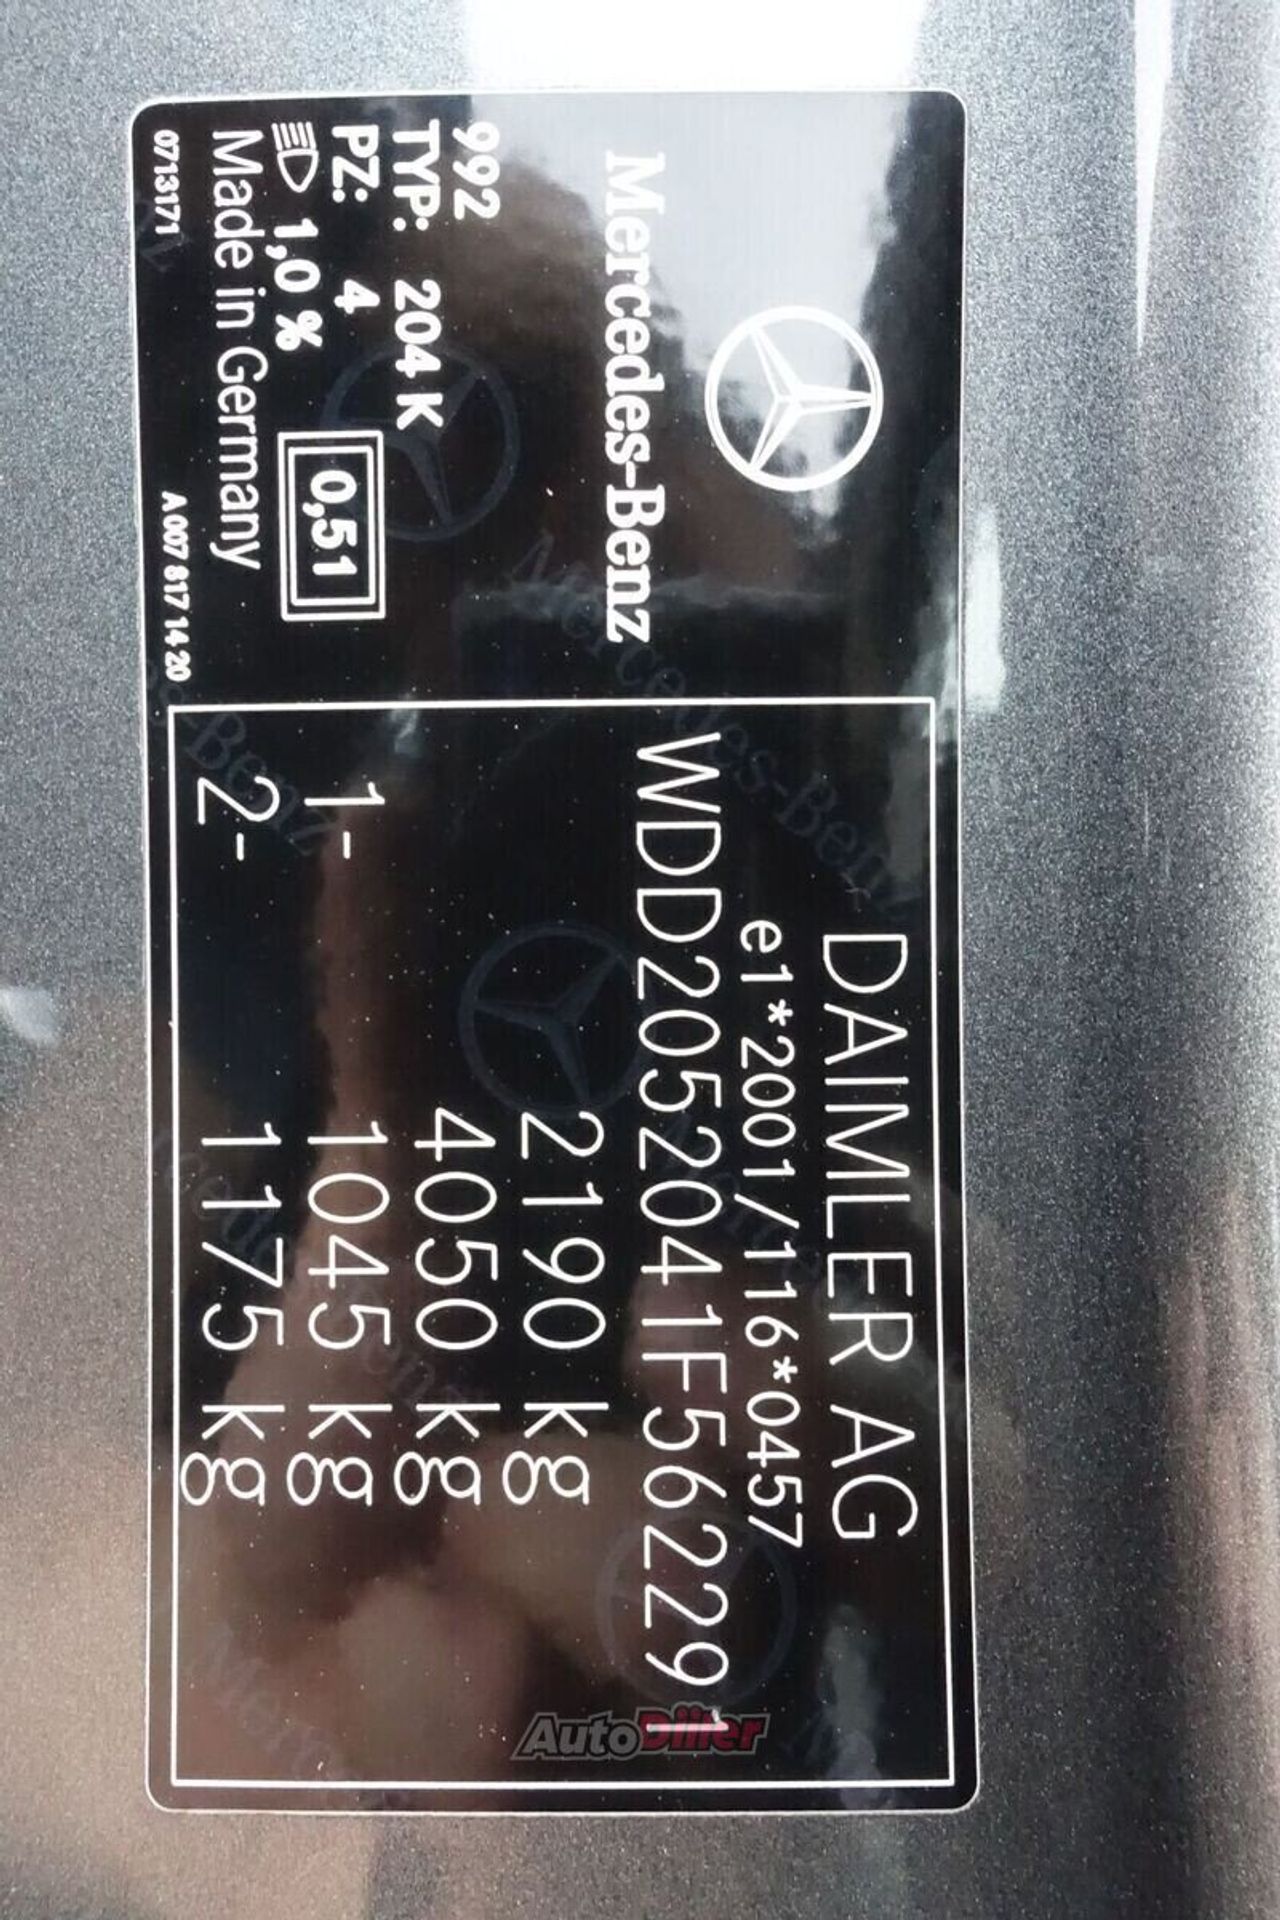 Mercedes-Benz
992
TYP: 204 K
PZ: 4
1,0 %
0,51
Made in Germany
0713171
A 007 817 14 20
DAIMLER AG
e1*2001/116*0457
WDD2052041F562291
2190 kg
4050 kg
1- 1045 kg
2- 1175 kg
AutoDiiler